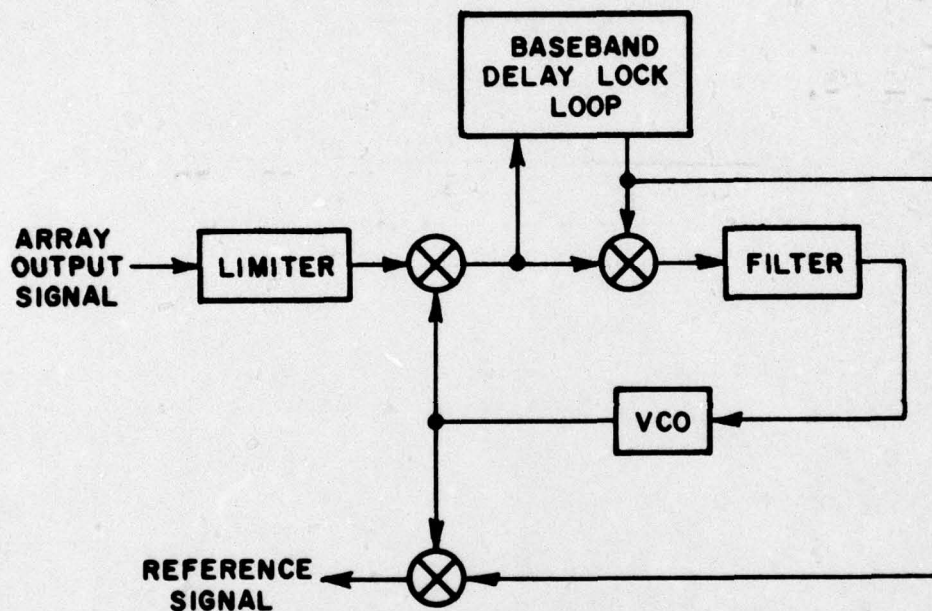 BASEBAND
DELAY LOCK
LOOP
ARRAY
OUTPUT
SIGNAL
LIMITER
FILTER
VCO
REFERENCE
SIGNAL